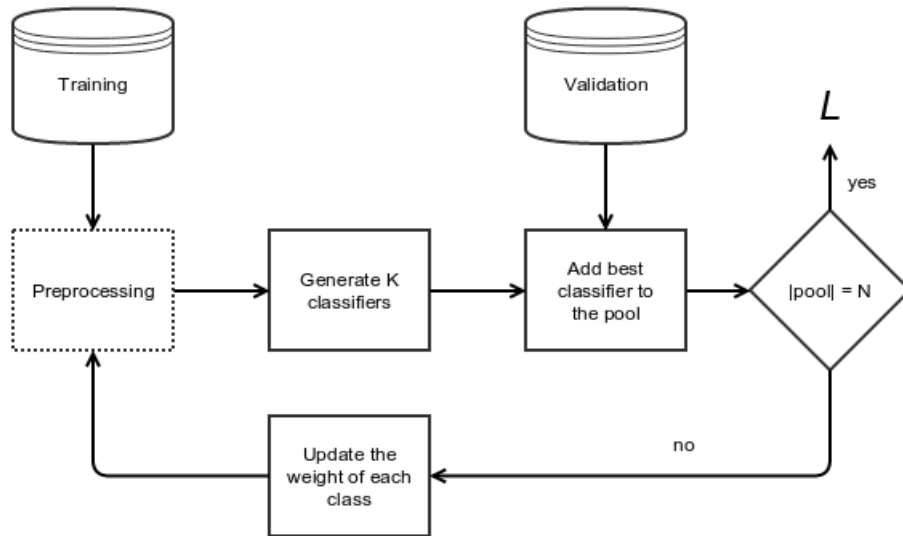 Training
Validation
L
yes
Preprocessing
Generate K
classifiers
Add best
classifier to
the pool
|pool| = N
Update the
weight of each
class
no